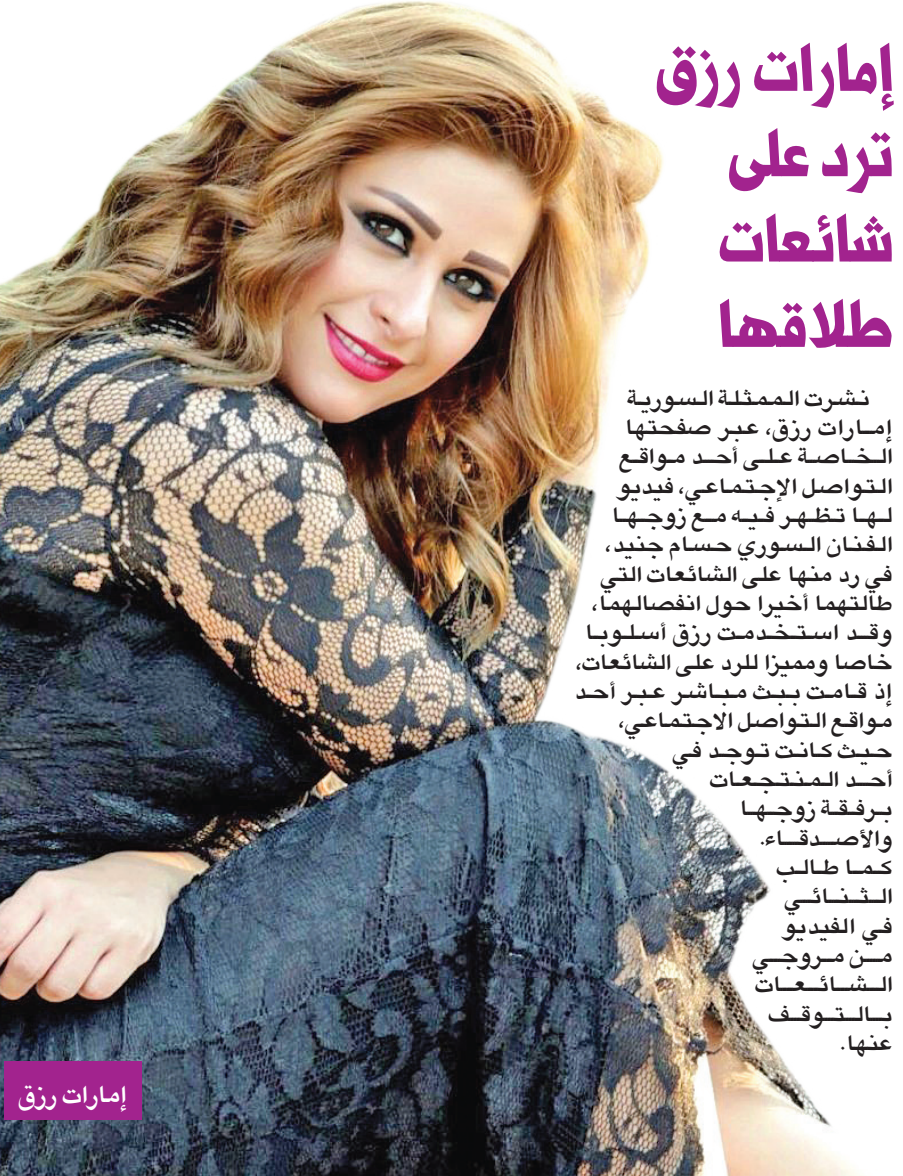 إمارات رزق
ترد على
شائعات
طلاقها
نشرت الممثلة السورية
إمارات رزق، عبر صفحتها
الخاصة على أحد مواقع
التواصل الإجتماعي، فيديو
لها تظهر فيه مع زوجها
الفنان السوري حسام جنيد،
في رد منها على الشائعات التي
طالتهما أخيرا حول انفصالهما،
وقد استخدمت رزق أسلوبا
خاصا ومميزا للرد على الشائعات،
إذ قامت ببث مباشر عبر أحد
مواقع التواصل الاجتماعي،
حيث كانت توجد في
أحد المنتجعات
برفقة زوجها
والأصدقاء.
كما طالب
الثنائي
في الفيديو
من مروجي
الشائعات
بالتوقف
عنها.
إمارات رزق